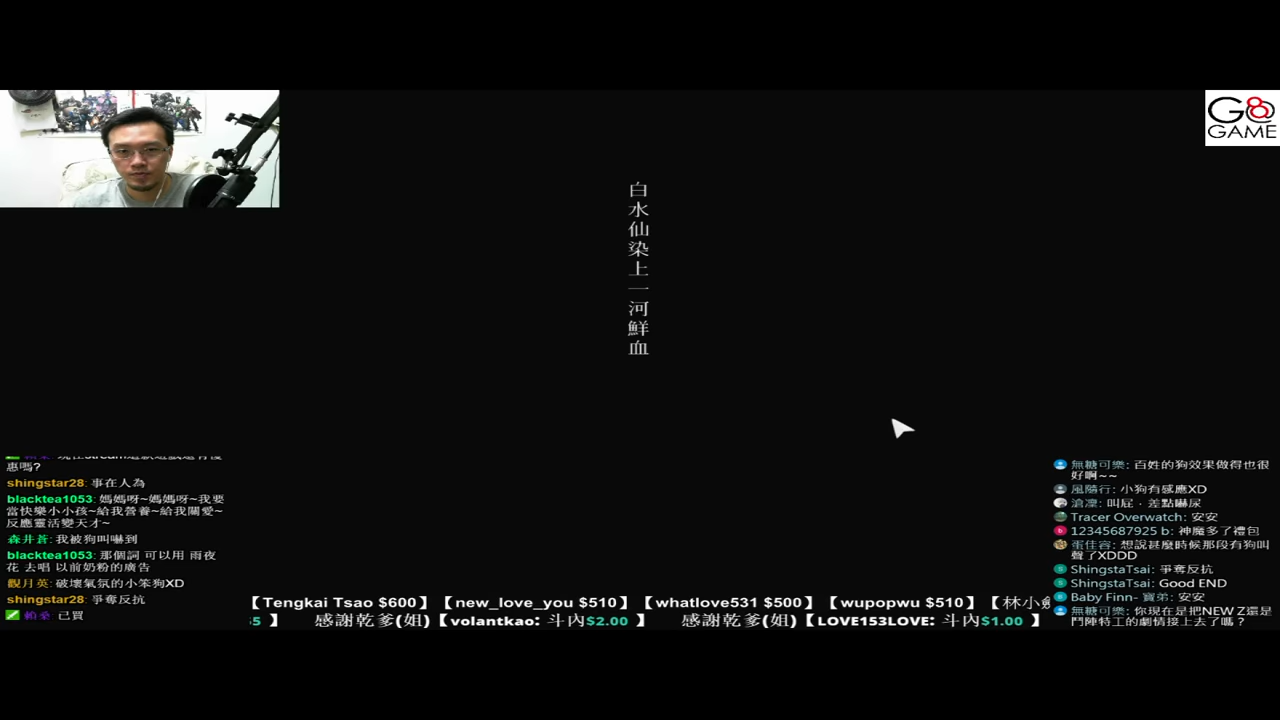 G8
GAME
白水仙染上一河鮮血
惠嗎?
shingstar28: 事在人為
blacktea1053: 媽媽呀~媽媽呀~我要
當快樂小小孩~給我營養~給我關愛~
反應靈活變天才~
森井蒼: 我被狗叫嚇到
blacktea1053: 那個詞 可以用 雨夜
花 去唱 以前奶粉的廣告
觀月英: 破壞氣氛的小笨狗XD
shingstar28: 爭奪反抗
已買
無糖可樂: 百姓的狗效果做得也很
好啊~~
風隨行: 小狗有感應XD
滄凜: 叫屁，差點嚇尿
Tracer Overwatch: 安安
12345687925 b: 神魔多了禮包
蛋佳容: 想說甚麼時候那段有狗叫
聲了XDDD
ShingstaTsai: 爭奪反抗
ShingstaTsai: Good END
Baby Finn- 寶弟: 安安
無糖可樂: 你現在是把NEW Z還是
鬥陣特工的劇情接上去了嗎？
【Tengkai Tsao $600】 【new_love_you $510】 【whatlove531 $500】 【wupopwu $510】 【林小
5 】 感謝乾爹(姐)【volantkao: 斗內$2.00 】 感謝乾爹(姐)【LOVE153LOVE: 斗內$1.00 】